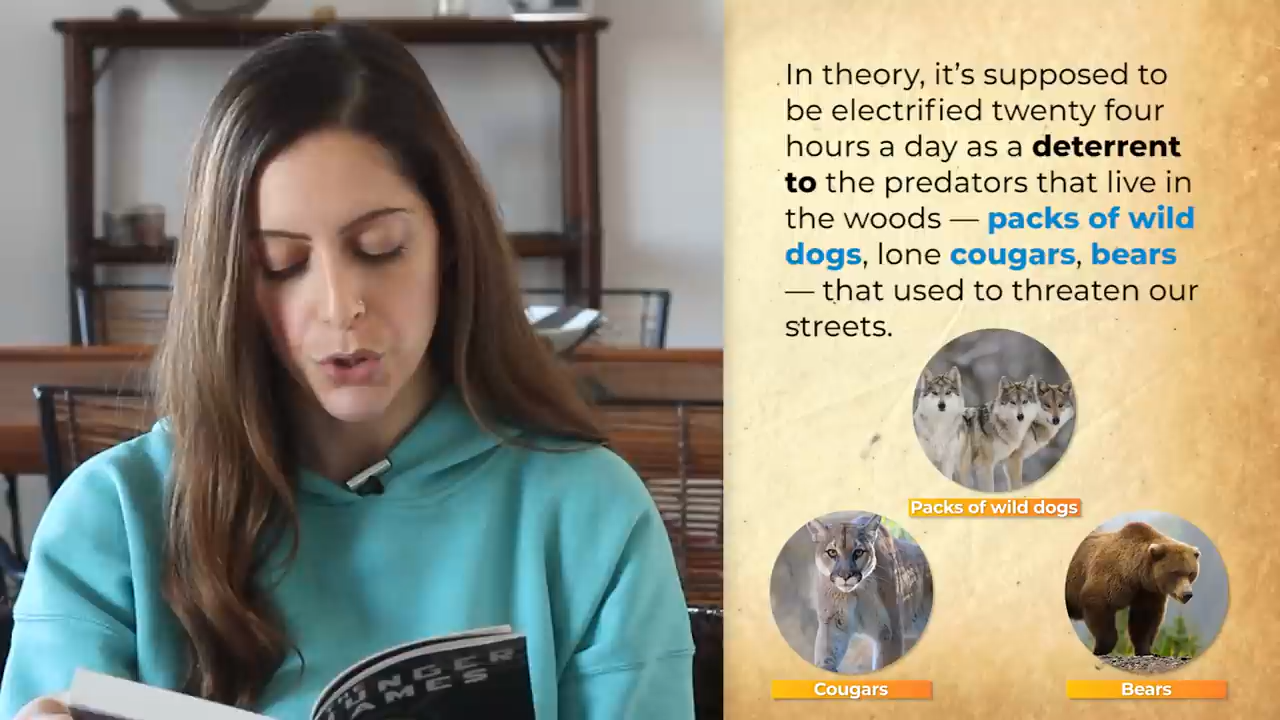 In theory, it’s supposed to
be electrified twenty four
hours a day as a deterrent
to the predators that live in
the woods — packs of wild
dogs, lone cougars, bears
— that used to threaten our
streets.
Packs of wild dogs
Cougars
Bears
GAMES